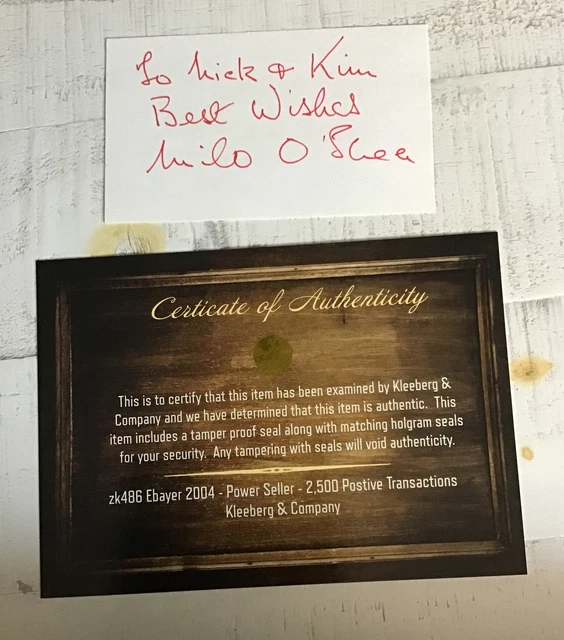 To Nick & Kim
Best Wishes
Milo O'Shea
Certicate of Authenticity
This is to certify that this item has been examined by Kleeberg &
Company and we have determined that this item is authentic. This
item includes a tamper proof seal along with matching holgram seals
for your security. Any tampering with seals will void authenticity.
zk486 Ebayer 2004 - Power Seller - 2,500 Postive Transactions
Kleeberg & Company